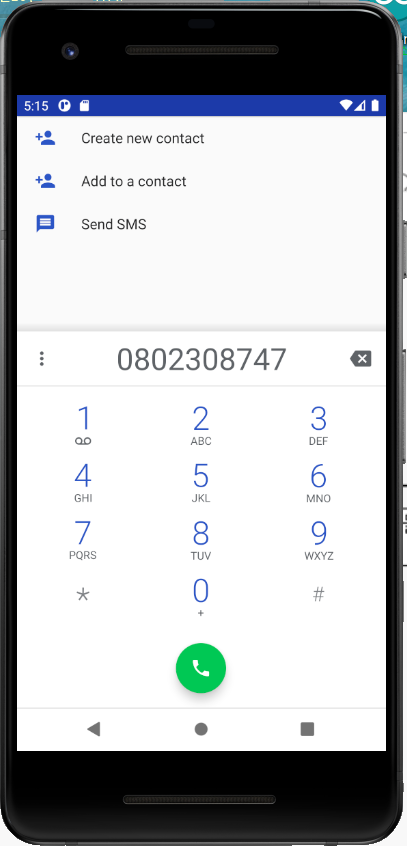 5:15
Create new contact
Add to a contact
Send SMS
0802308747
1 2 3
ABC DEF
4 5 6
GHI JKL MNO
7 8 9
PQRS TUV WXYZ
* 0 #
+